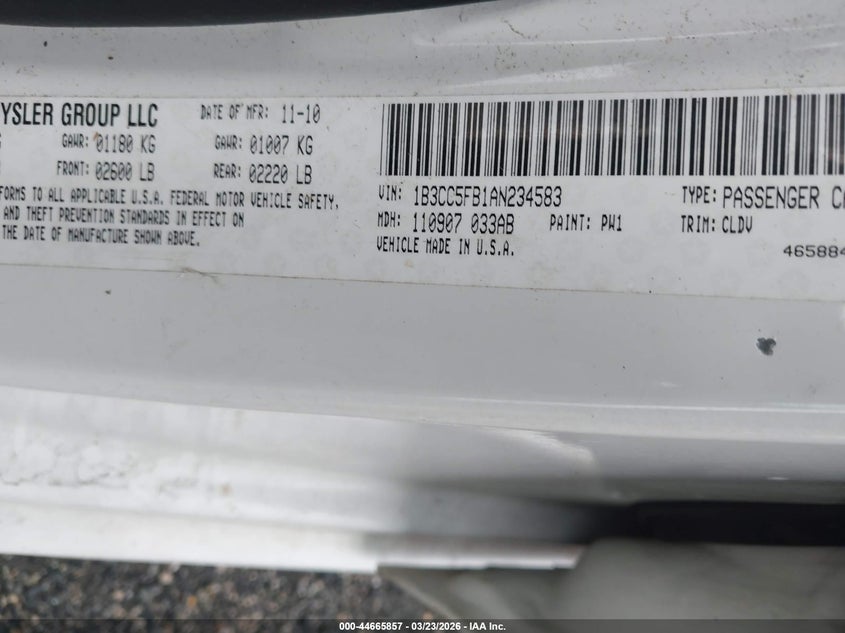 YSLER GROUP LLC DATE OF MFR: 11-10
GAWR: 01180 KG GAWR: 01007 KG
FRONT: 02600 LB REAR: 02220 LB
FORMS TO ALL APPLICABLE U.S.A. FEDERAL MOTOR VEHICLE SAFETY,
AND THEFT PREVENTION STANDARDS IN EFFECT ON
THE DATE OF MANUFACTURE SHOWN ABOVE.
VIN: 1B3CC5FB1AN234583 TYPE: PASSENGER CA
MDH: 110907 033AB PAINT: PW1 TRIM: CLDV
VEHICLE MADE IN U.S.A.
465884
000-44665857 | 03/23/2026 | IAA Inc.